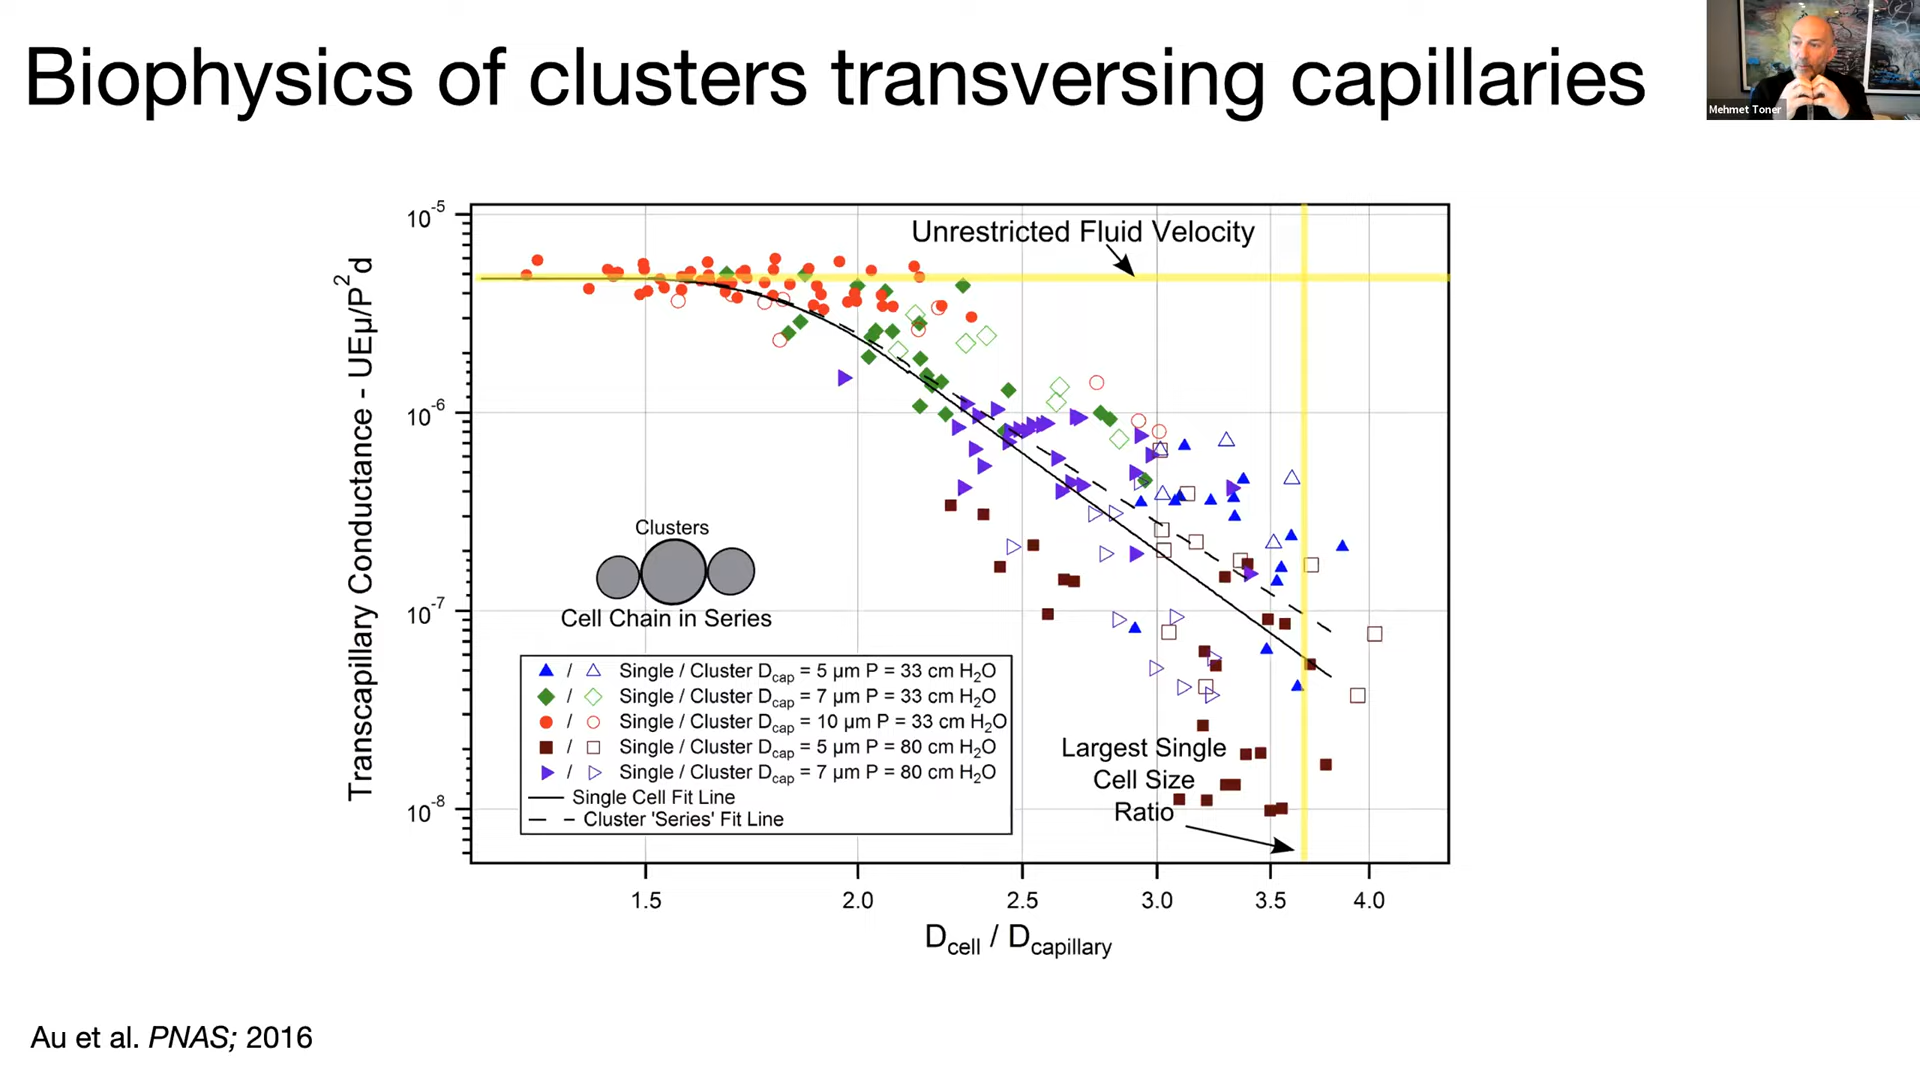 Biophysics of clusters transversing capillaries
Mehmet Toner
Transcapillary Conductance - UEμ/P²d
10⁻⁵
10⁻⁶
10⁻⁷
10⁻⁸
Unrestricted Fluid Velocity
Clusters
Cell Chain in Series
▲ / △ Single / Cluster D_cap = 5 μm P = 33 cm H₂O
◆ / ◇ Single / Cluster D_cap = 7 μm P = 33 cm H₂O
● / ○ Single / Cluster D_cap = 10 μm P = 33 cm H₂O
■ / □ Single / Cluster D_cap = 5 μm P = 80 cm H₂O
▶ / ▷ Single / Cluster D_cap = 7 μm P = 80 cm H₂O
Single Cell Fit Line
Cluster 'Series' Fit Line
Largest Single
Cell Size
Ratio
1.5 2.0 2.5 3.0 3.5 4.0
D_cell / D_capillary
Au et al. PNAS; 2016